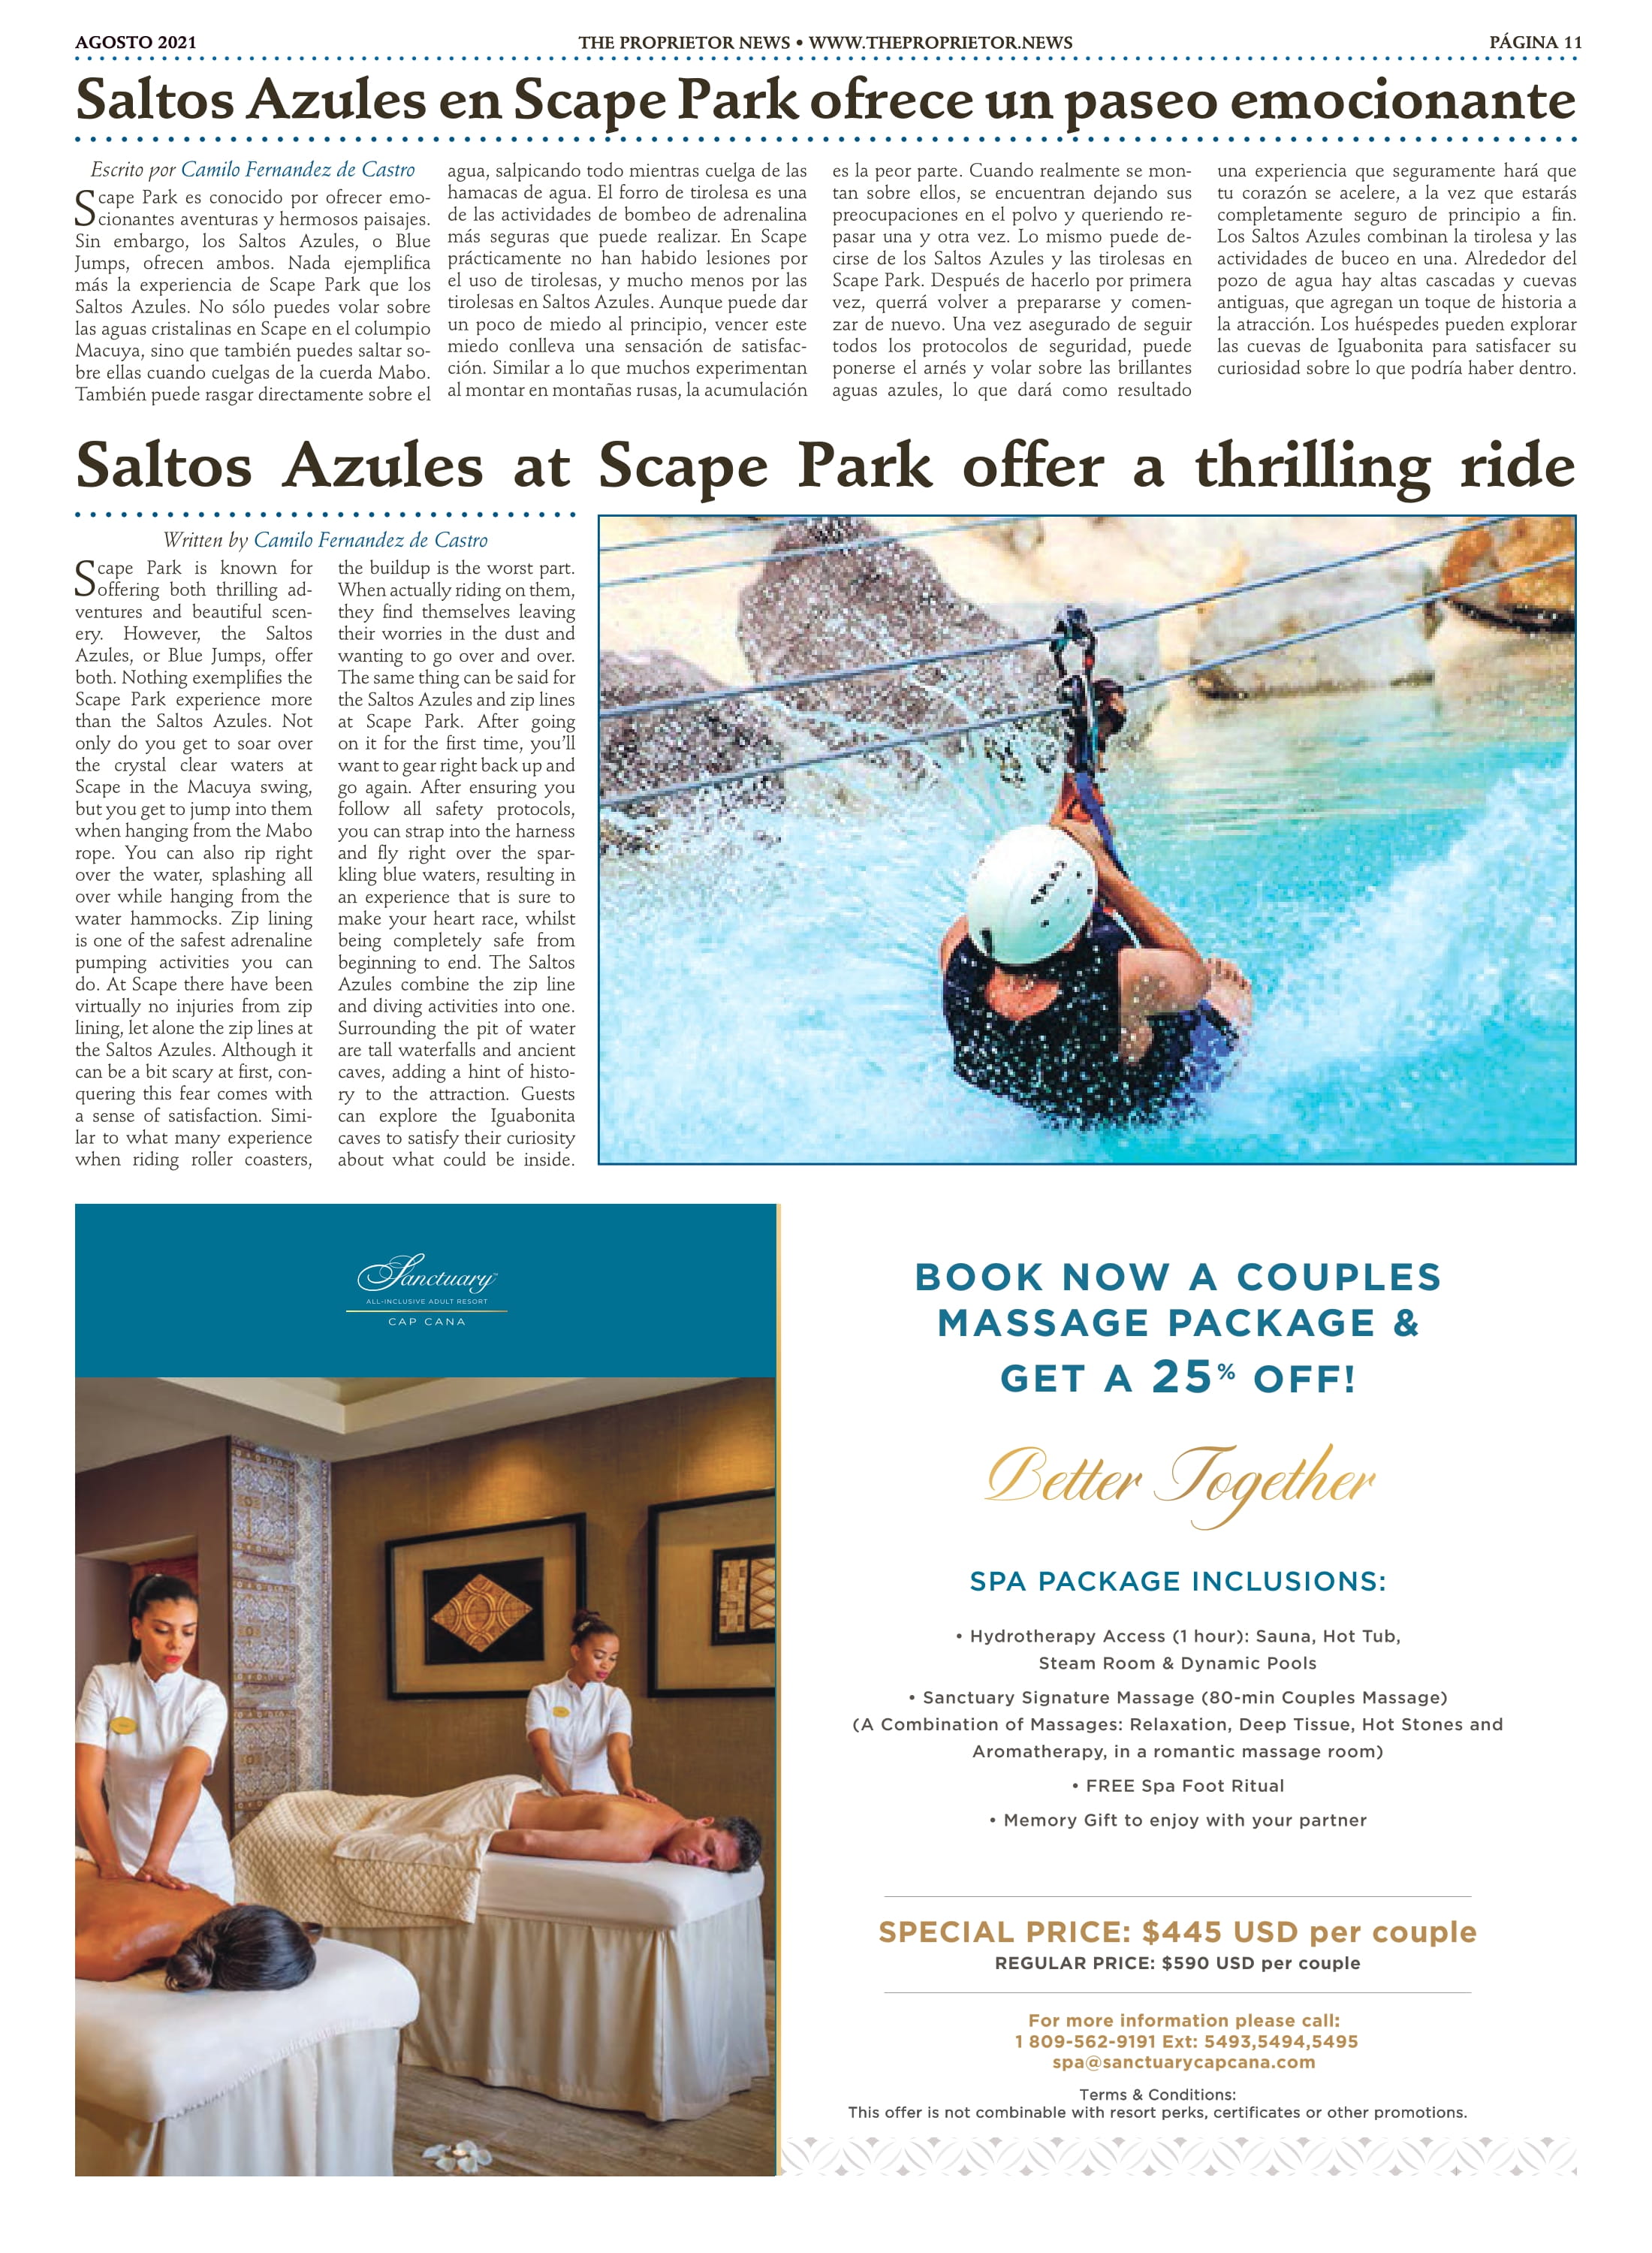 AGOSTO 2021
THE PROPRIETOR NEWS • WWW.THEPROPRIETOR.NEWS
PÁGINA 11
Saltos Azules en Scape Park ofrece un paseo emocionante
Escrito por Camilo Fernandez de Castro
Scape Park es conocido por ofrecer emo-
cionantes aventuras y hermosos paisajes.
Sin embargo, los Saltos Azules, o Blue
Jumps, ofrecen ambos. Nada ejemplifica
más la experiencia de Scape Park que los
Saltos Azules. No sólo puedes volar sobre
las aguas cristalinas en Scape en el columpio
Macuya, sino que también puedes saltar so-
bre ellas cuando cuelgas de la cuerda Mabo.
También puede rasgar directamente sobre el
agua, salpicando todo mientras cuelga de las
hamacas de agua. El forro de tirolesa es una
de las actividades de bombeo de adrenalina
más seguras que puede realizar. En Scape
prácticamente no han habido lesiones por
el uso de tirolesas, y mucho menos por las
tirolesas en Saltos Azules. Aunque puede dar
un poco de miedo al principio, vencer este
miedo conlleva una sensación de satisfac-
ción. Similar a lo que muchos experimentan
al montar en montañas rusas, la acumulación
es la peor parte. Cuando realmente se mon-
tan sobre ellos, se encuentran dejando sus
preocupaciones en el polvo y queriendo re-
pasar una y otra vez. Lo mismo puede de-
cirse de los Saltos Azules y las tirolesas en
Scape Park. Después de hacerlo por primera
vez, querrá volver a prepararse y comen-
zar de nuevo. Una vez asegurado de seguir
todos los protocolos de seguridad, puede
ponerse el arnés y volar sobre las brillantes
aguas azules, lo que dará como resultado
una experiencia que seguramente hará que
tu corazón se acelere, a la vez que estarás
completamente seguro de principio a fin.
Los Saltos Azules combinan la tirolesa y las
actividades de buceo en una. Alrededor del
pozo de agua hay altas cascadas y cuevas
antiguas, que agregan un toque de historia a
la atracción. Los huéspedes pueden explorar
las cuevas de Iguabonita para satisfacer su
curiosidad sobre lo que podría haber dentro.
Saltos Azules at Scape Park offer a thrilling ride
Written by Camilo Fernandez de Castro
Scape Park is known for
offering both thrilling ad-
ventures and beautiful scen-
ery. However, the Saltos
Azules, or Blue Jumps, offer
both. Nothing exemplifies the
Scape Park experience more
than the Saltos Azules. Not
only do you get to soar over
the crystal clear waters at
Scape in the Macuya swing,
but you get to jump into them
when hanging from the Mabo
rope. You can also rip right
over the water, splashing all
over while hanging from the
water hammocks. Zip lining
is one of the safest adrenaline
pumping activities you can
do. At Scape there have been
virtually no injuries from zip
lining, let alone the zip lines at
the Saltos Azules. Although it
can be a bit scary at first, con-
quering this fear comes with
a sense of satisfaction. Simi-
lar to what many experience
when riding roller coasters,
the buildup is the worst part.
When actually riding on them,
they find themselves leaving
their worries in the dust and
wanting to go over and over.
The same thing can be said for
the Saltos Azules and zip lines
at Scape Park. After going
on it for the first time, you'll
want to gear right back up and
go again. After ensuring you
follow all safety protocols,
you can strap into the harness
and fly right over the spar-
kling blue waters, resulting in
an experience that is sure to
make your heart race, whilst
being completely safe from
beginning to end. The Saltos
Azules combine the zip line
and diving activities into one.
Surrounding the pit of water
are tall waterfalls and ancient
caves, adding a hint of histo-
ry to the attraction. Guests
can explore the Iguabonita
caves to satisfy their curiosity
about what could be inside.
Sanctuary™
ALL-INCLUSIVE ADULT RESORT
CAP CANA
BOOK NOW A COUPLES
MASSAGE PACKAGE &
GET A 25% OFF!
Better Together
SPA PACKAGE INCLUSIONS:
• Hydrotherapy Access (1 hour): Sauna, Hot Tub,
Steam Room & Dynamic Pools
• Sanctuary Signature Massage (80-min Couples Massage)
(A Combination of Massages: Relaxation, Deep Tissue, Hot Stones and
Aromatherapy, in a romantic massage room)
• FREE Spa Foot Ritual
• Memory Gift to enjoy with your partner
SPECIAL PRICE: $445 USD per couple
REGULAR PRICE: $590 USD per couple
For more information please call:
1 809-562-9191 Ext: 5493,5494,5495
spa@sanctuarycapcana.com
Terms & Conditions:
This offer is not combinable with resort perks, certificates or other promotions.